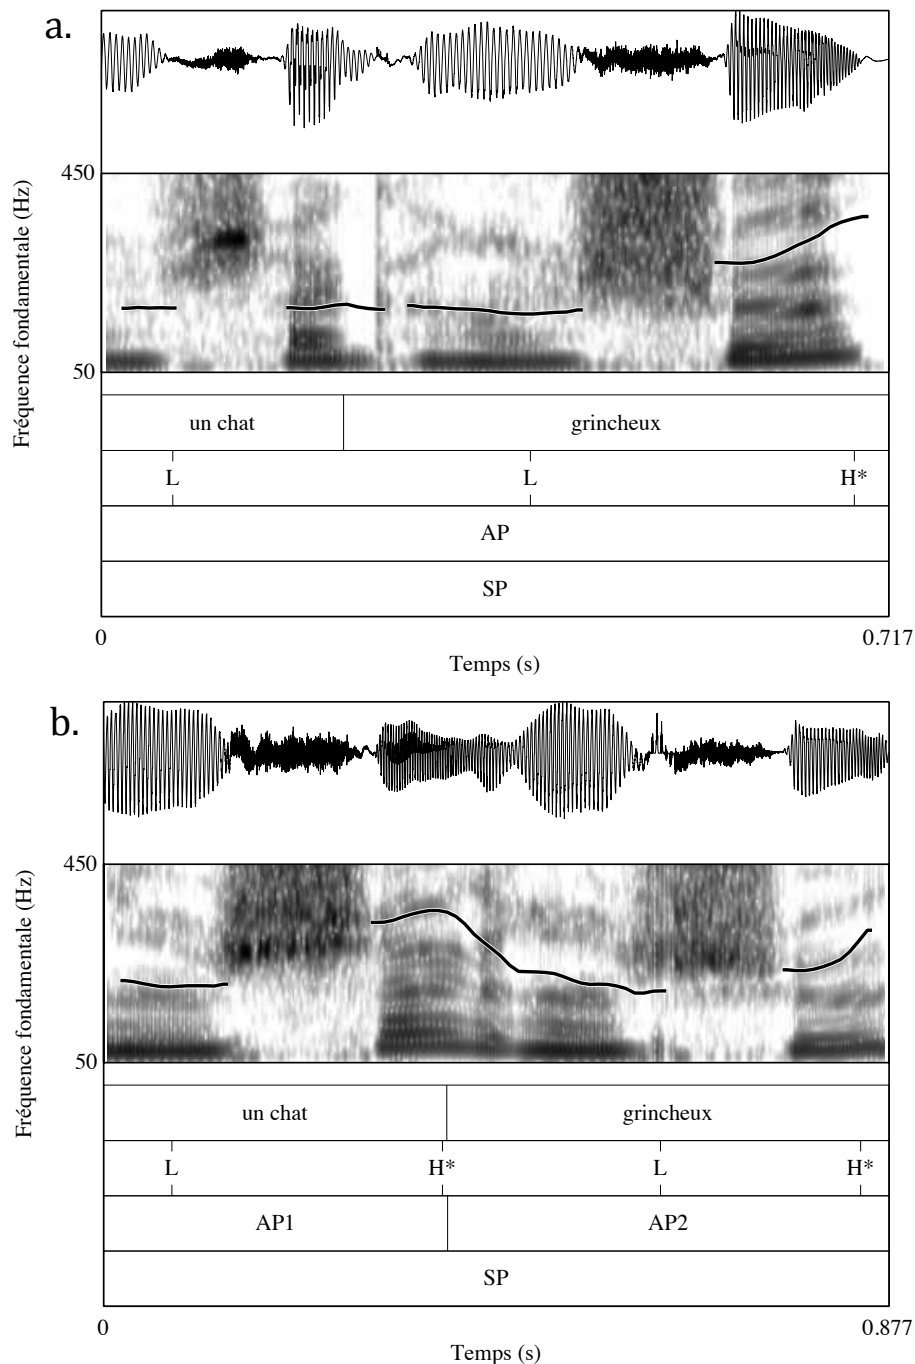 a.
450
Fréquence fondamentale (Hz)
50
un chat grincheux
L L H*
AP
SP
0 0.717
Temps (s)
b.
450
Fréquence fondamentale (Hz)
50
un chat grincheux
L H* L H*
AP1 AP2
SP
0 0.877
Temps (s)